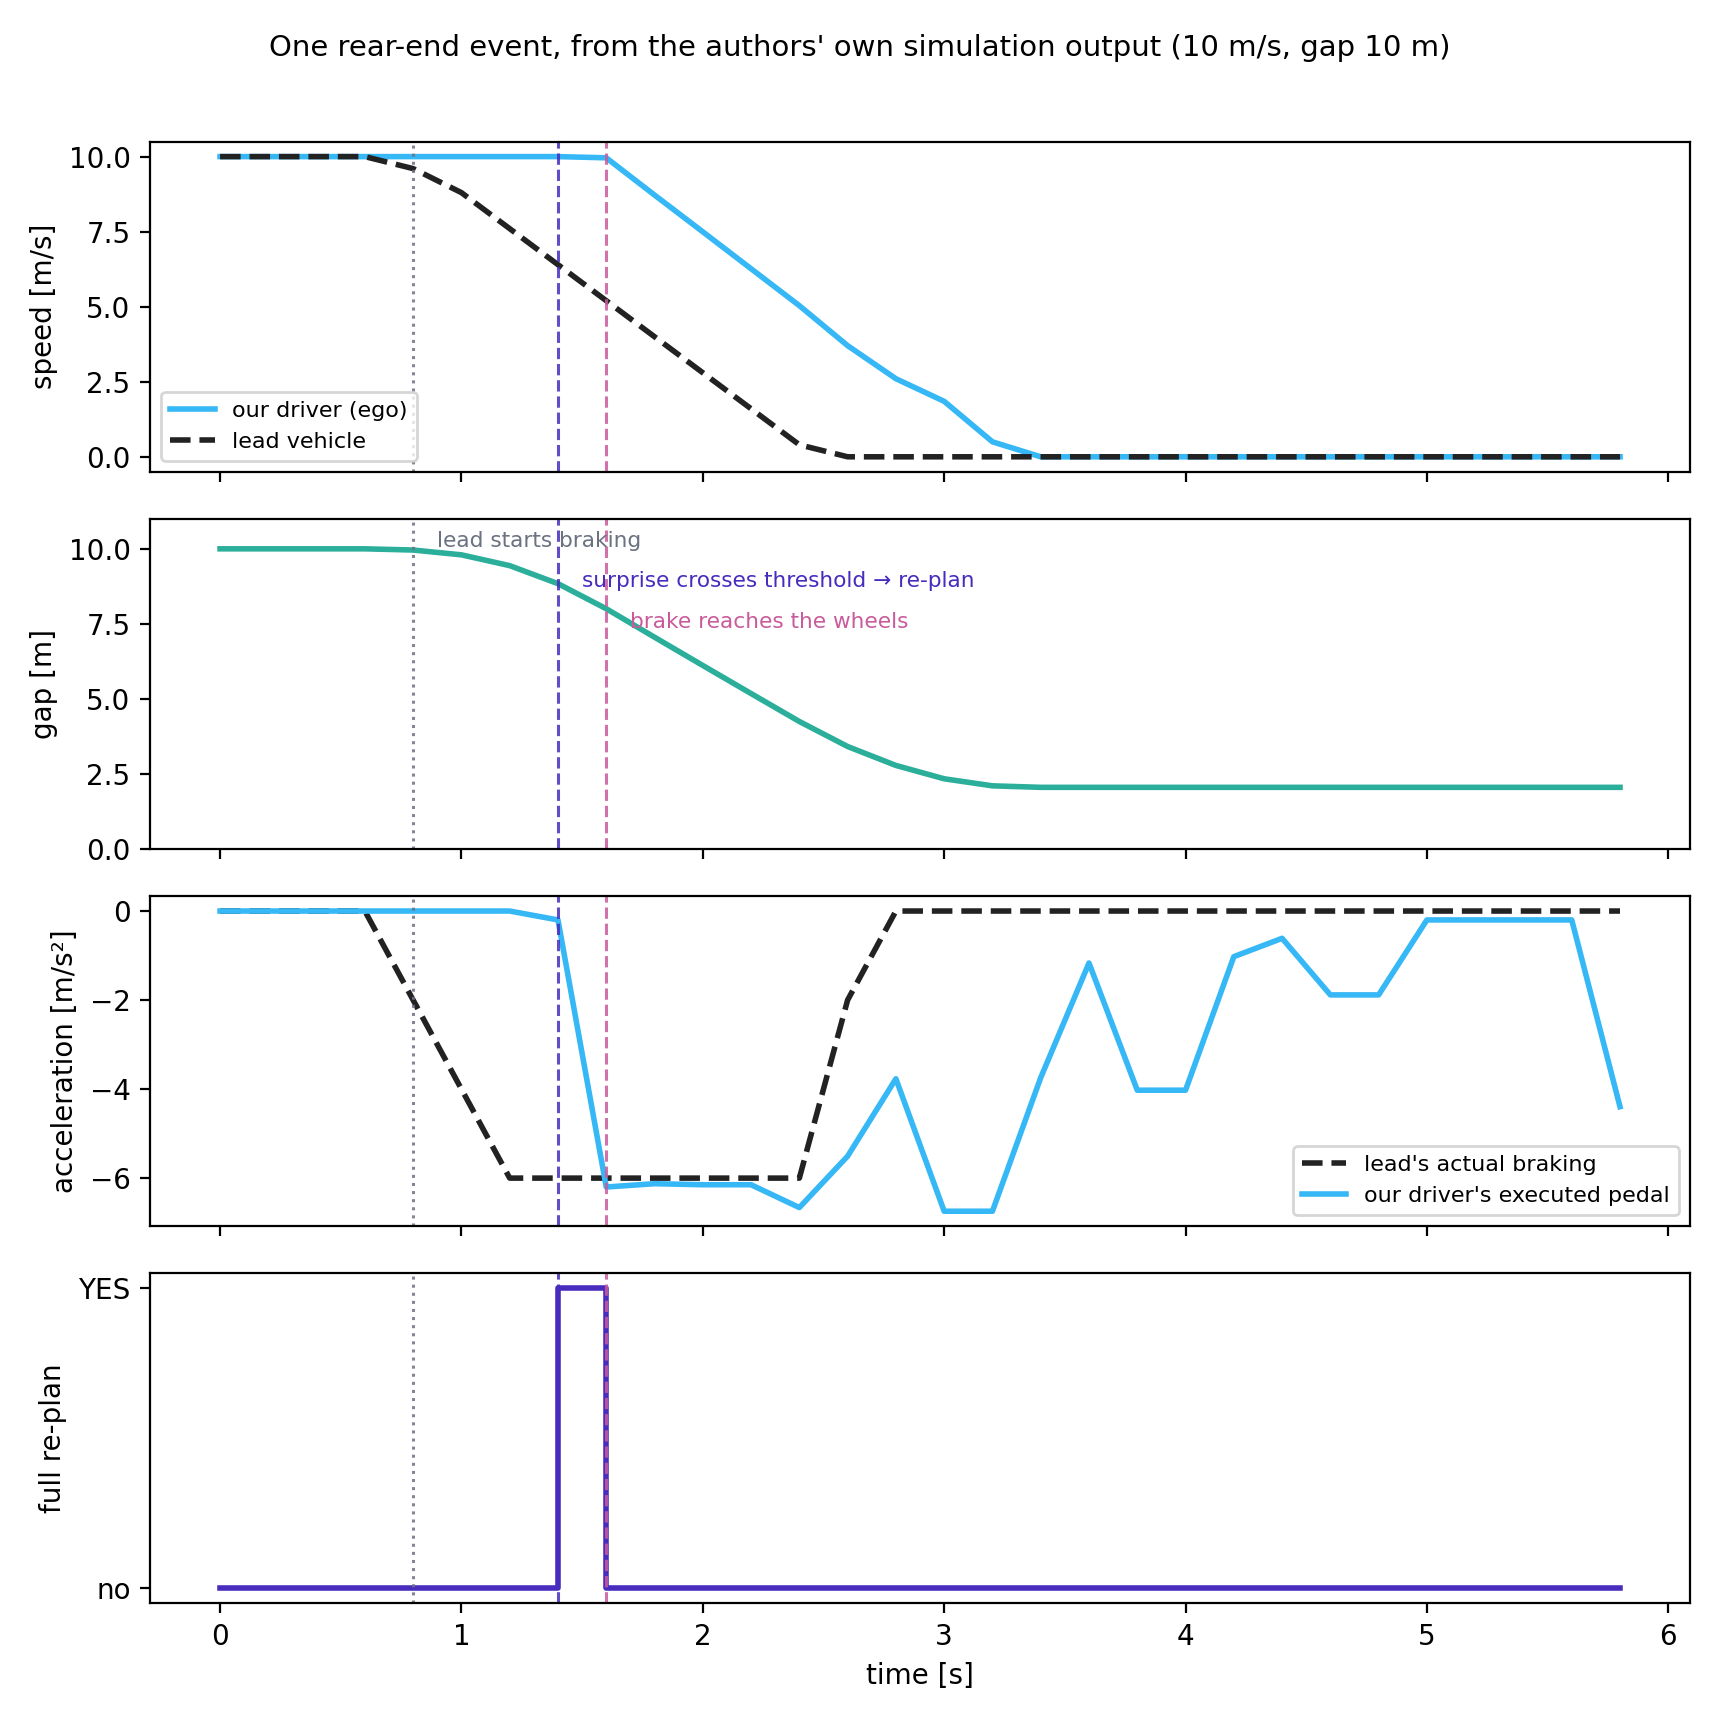 One rear-end event, from the authors' own simulation output (10 m/s, gap 10 m)
10.0
7.5
5.0
2.5
0.0
speed [m/s]
our driver (ego)
lead vehicle
10.0
7.5
5.0
2.5
0.0
gap [m]
lead starts braking
surprise crosses threshold → re-plan
brake reaches the wheels
0
−2
−4
−6
acceleration [m/s²]
lead's actual braking
our driver's executed pedal
YES
no
full re-plan
0 1 2 3 4 5 6
time [s]